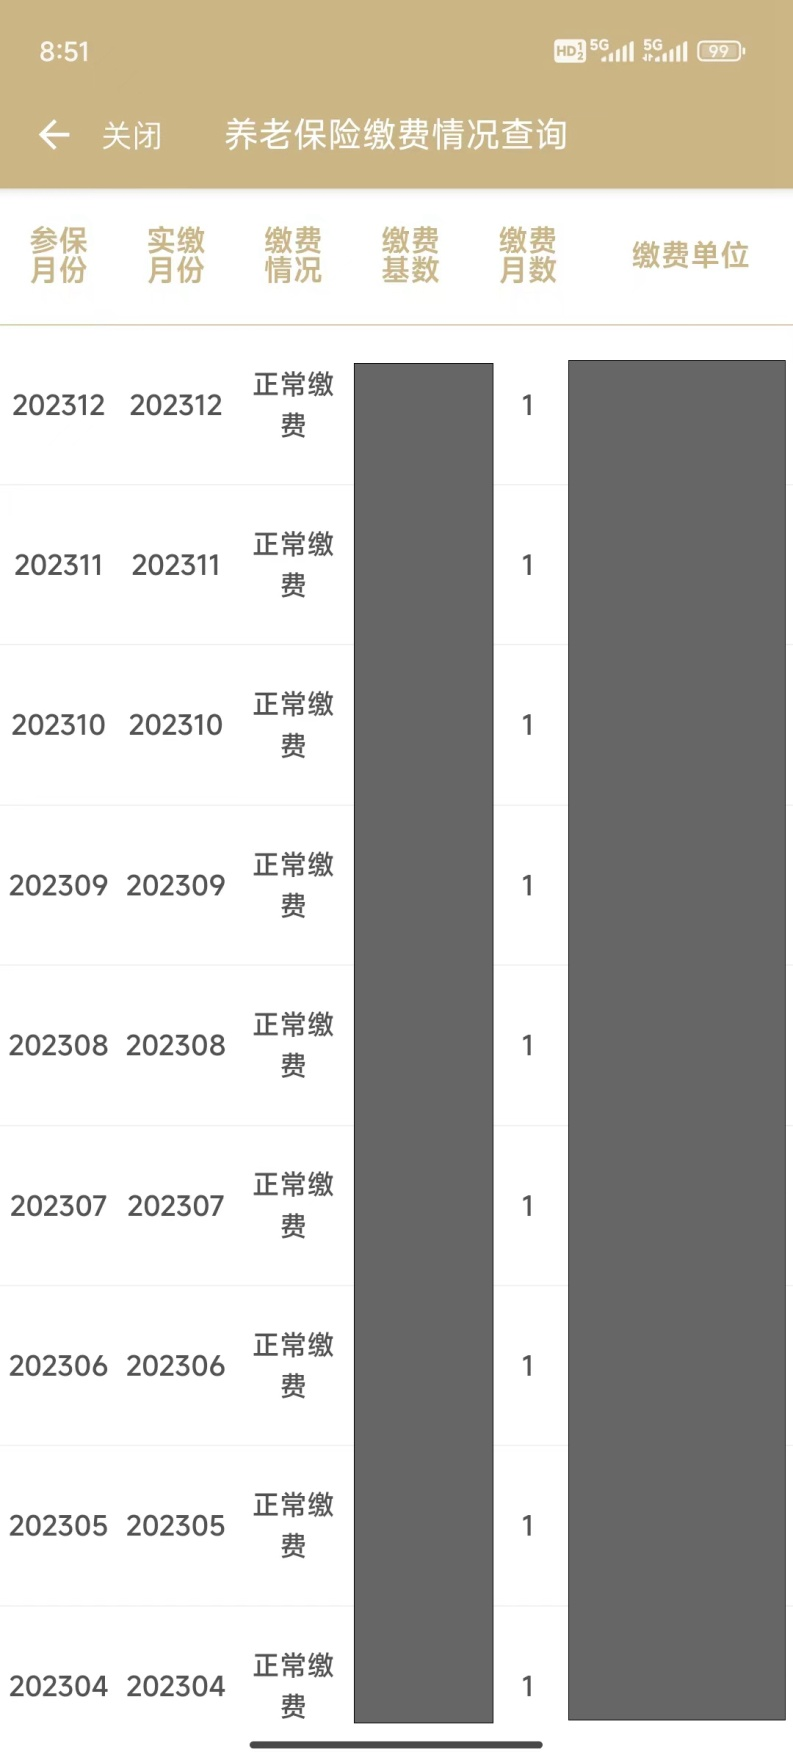 8:51
HD 1 2 5G 5G 99
关闭 养老保险缴费情况查询
参保月份 实缴月份 缴费情况 缴费基数 缴费月数 缴费单位
202312 202312 正常缴费 1
202311 202311 正常缴费 1
202310 202310 正常缴费 1
202309 202309 正常缴费 1
202308 202308 正常缴费 1
202307 202307 正常缴费 1
202306 202306 正常缴费 1
202305 202305 正常缴费 1
202304 202304 正常缴费 1